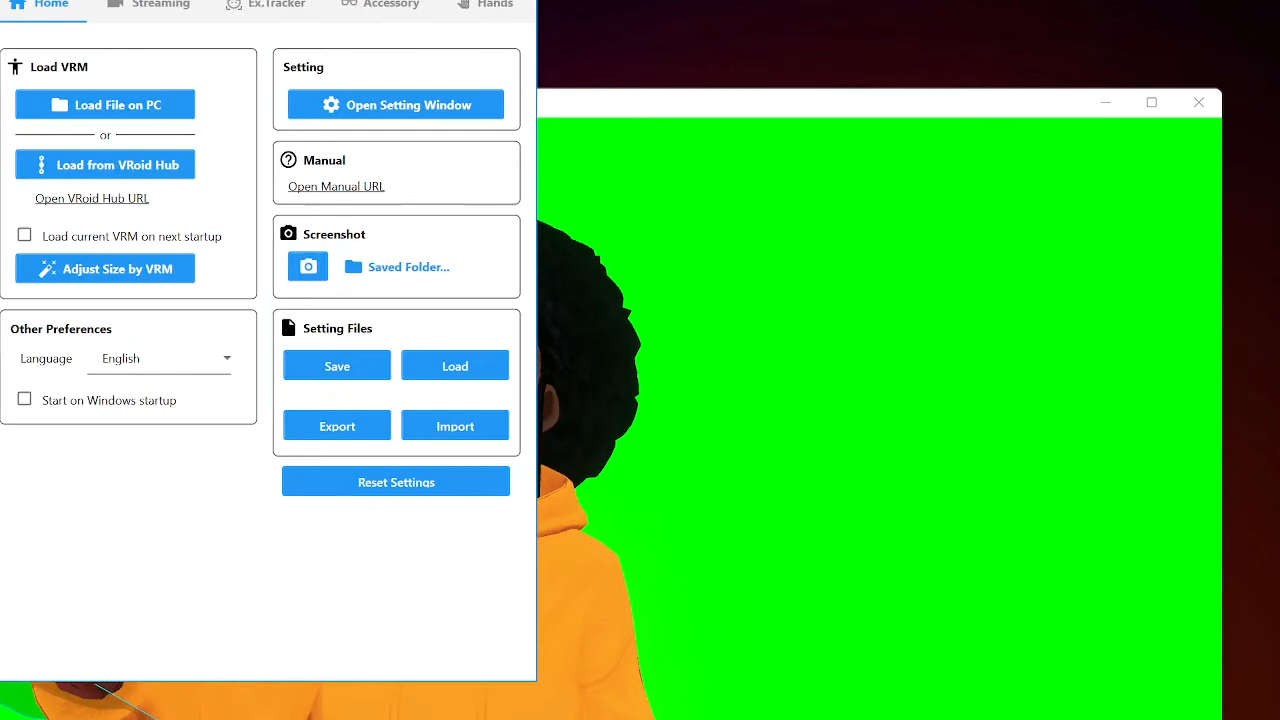 Home Streaming Ex.Tracker Accessory Hands
Load VRM
Load File on PC
or
Load from VRoid Hub
Open VRoid Hub URL
Load current VRM on next startup
Adjust Size by VRM
Other Preferences
Language English
Start on Windows startup
Setting
Open Setting Window
Manual
Open Manual URL
Screenshot
Saved Folder...
Setting Files
Save Load
Export Import
Reset Settings